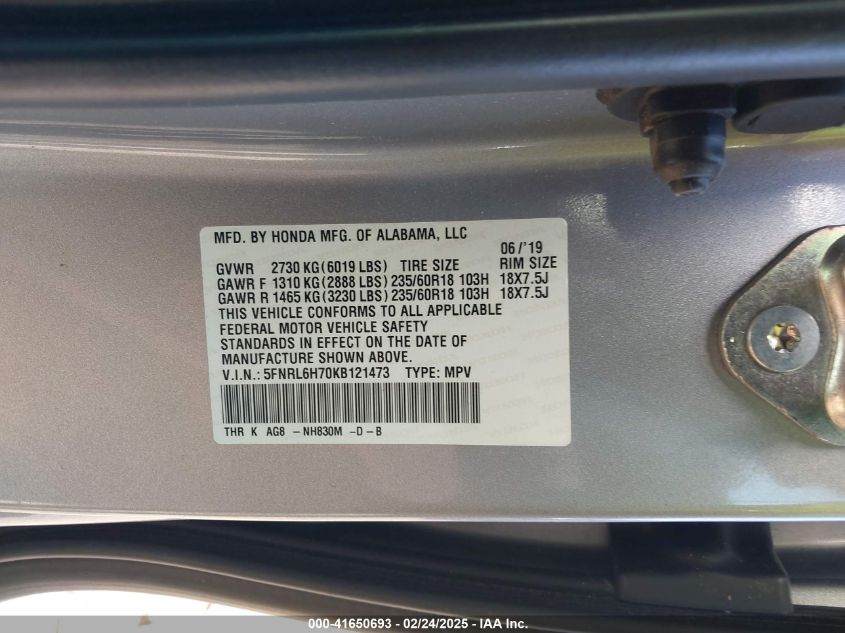 MFD. BY HONDA MFG. OF ALABAMA, LLC
06/'19
GVWR 2730 KG(6019 LBS) TIRE SIZE RIM SIZE
GAWR F 1310 KG(2888 LBS) 235/60R18 103H 18X7.5J
GAWR R 1465 KG(3230 LBS) 235/60R18 103H 18X7.5J
THIS VEHICLE CONFORMS TO ALL APPLICABLE
FEDERAL MOTOR VEHICLE SAFETY
STANDARDS IN EFFECT ON THE DATE OF
MANUFACTURE SHOWN ABOVE.
V.I.N.: 5FNRL6H70KB121473 TYPE: MPV
THR K AG8 -NH830M -D-B
000-41650693 - 02/24/2025 - IAA Inc.